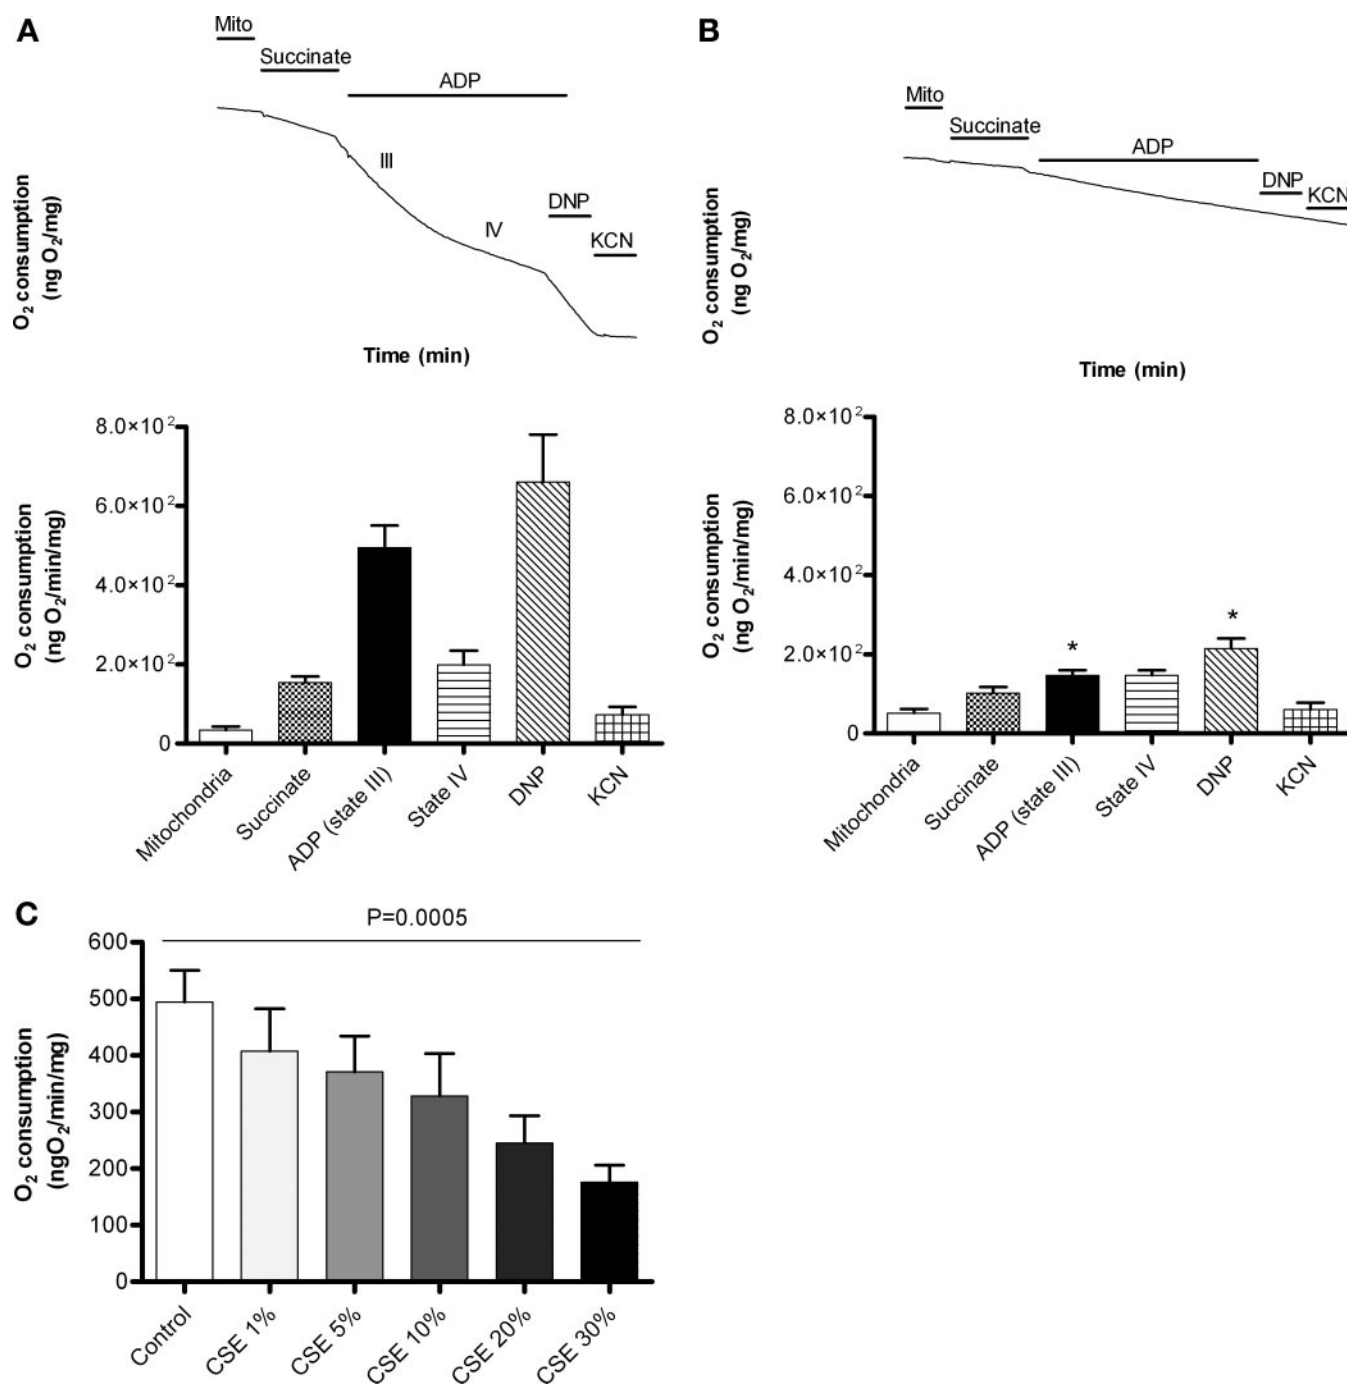 A
Mito
Succinate
ADP
III
IV
DNP
KCN
O₂ consumption
(ng O₂/mg)
Time (min)
8.0×10²
6.0×10²
4.0×10²
2.0×10²
0
O₂ consumption
(ng O₂/min/mg)
Mitochondria
Succinate
ADP (state III)
State IV
DNP
KCN
B
Mito
Succinate
ADP
DNP
KCN
O₂ consumption
(ng O₂/mg)
Time (min)
8.0×10²
6.0×10²
4.0×10²
2.0×10²
0
O₂ consumption
(ng O₂/min/mg)
*
*
Mitochondria
Succinate
ADP (state III)
State IV
DNP
KCN
C
P=0.0005
600
500
400
300
200
100
0
O₂ consumption
(ngO₂/min/mg)
Control
CSE 1%
CSE 5%
CSE 10%
CSE 20%
CSE 30%